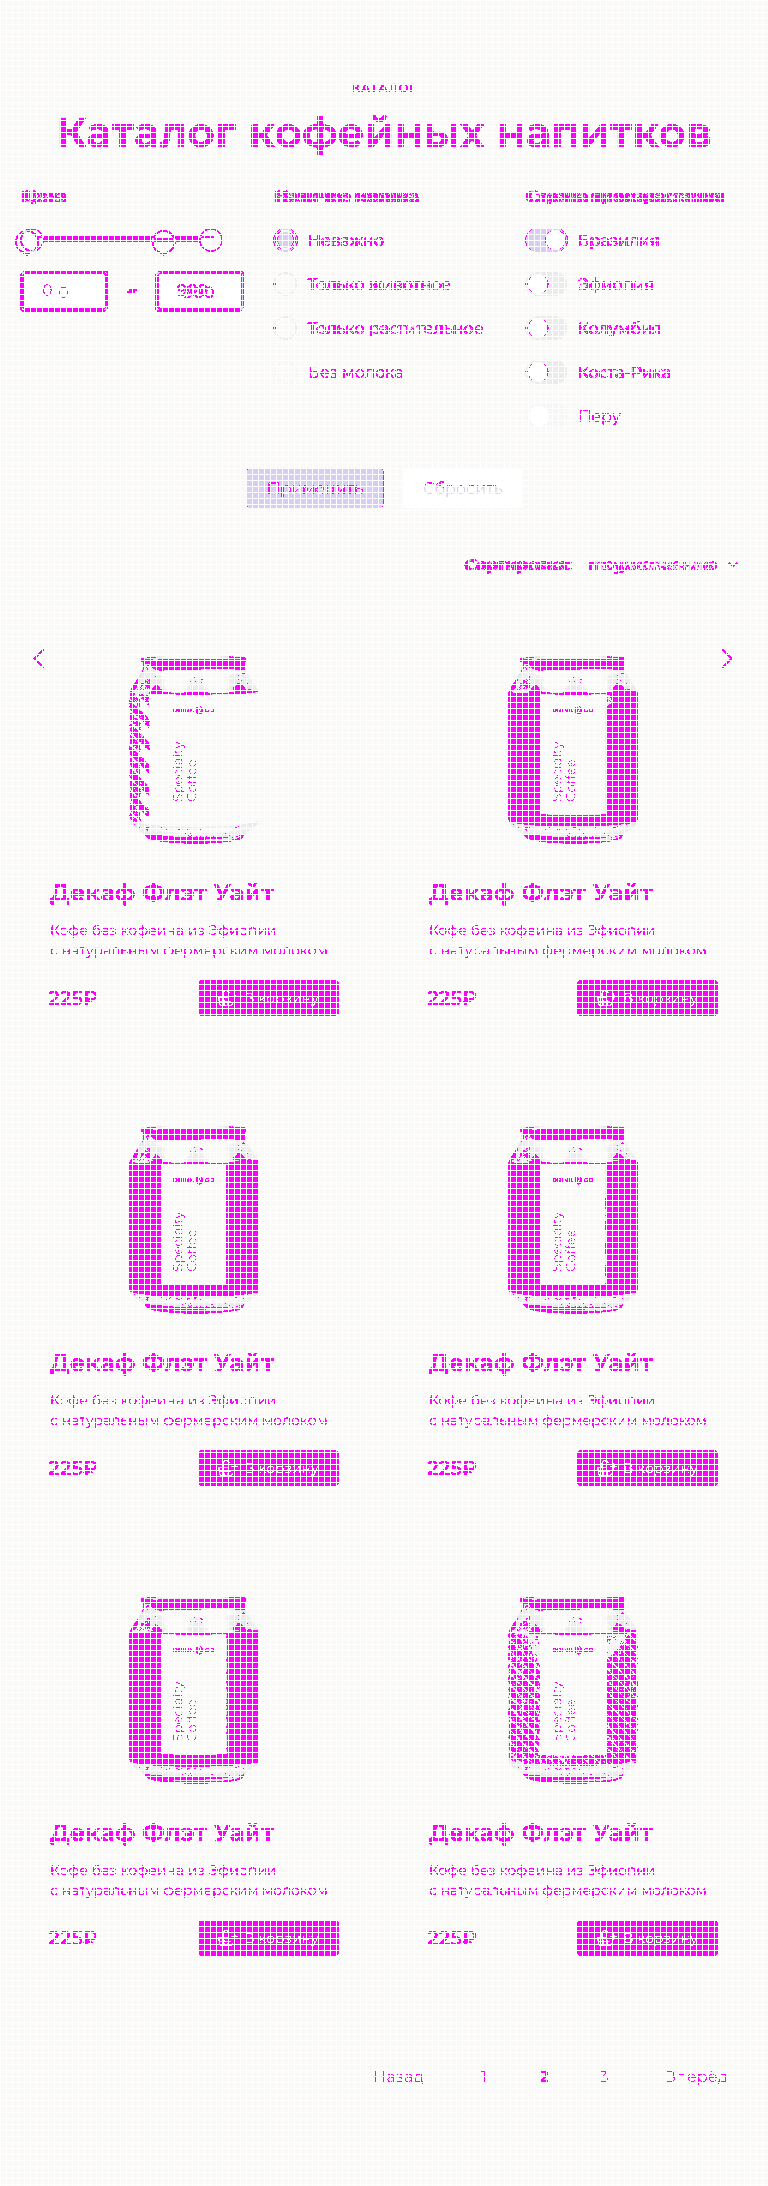 КАТАЛОГ
Каталог кофейных напитков
Цена
Наличие молока
Страна произрастания
Неважно
Бразилия
Только животное
Эфиопия
Только растительное
Колумбия
Без молока
Коста-Рика
Перу
Применить
Сбросить
Сортировка
Specialty
Coffee
Specialty
Coffee
Декаф Флэт Уайт
Декаф Флэт Уайт
Кофе без кофеина из Эфиопии
с натуральным фермерским молоком
Кофе без кофеина из Эфиопии
с натуральным фермерским молоком
225₽
В корзину
225₽
В корзину
Specialty
Coffee
Specialty
Coffee
Декаф Флэт Уайт
Декаф Флэт Уайт
Кофе без кофеина из Эфиопии
с натуральным фермерским молоком
Кофе без кофеина из Эфиопии
с натуральным фермерским молоком
225₽
В корзину
225₽
В корзину
Specialty
Coffee
Specialty
Coffee
Декаф Флэт Уайт
Декаф Флэт Уайт
Кофе без кофеина из Эфиопии
с натуральным фермерским молоком
Кофе без кофеина из Эфиопии
с натуральным фермерским молоком
225₽
В корзину
225₽
В корзину
Назад 1 2 3 Вперёд